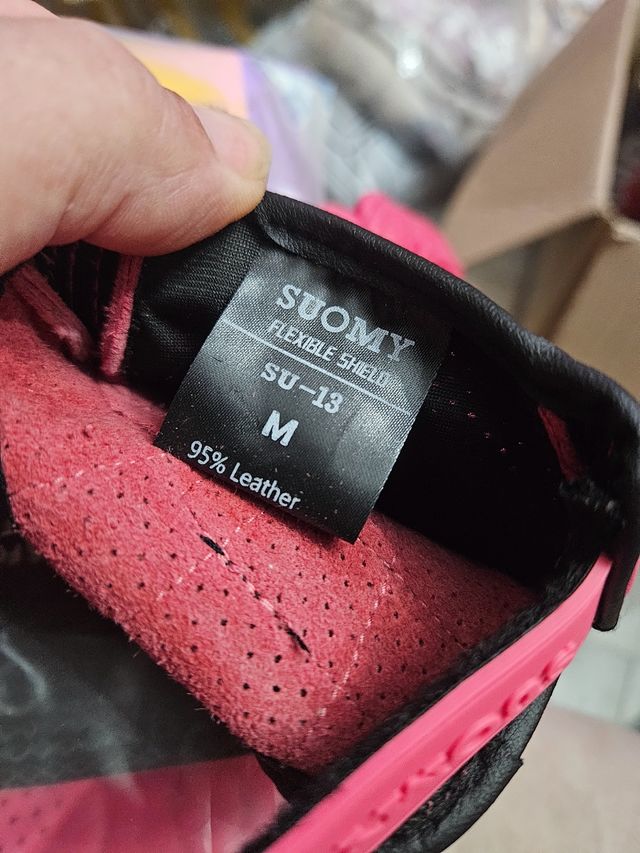 SUOMY
FLEXIBLE SHIELD
SU-13
M
95% Leather